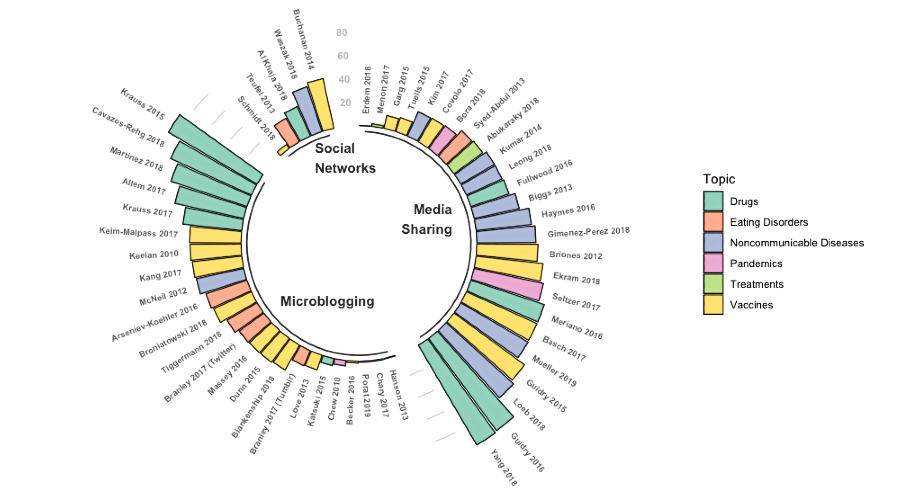 80
60
40
20
Buchanan 2014
Waszak 2018
Al Khaja 2018
Teufel 2013
Schmidt 2018
Social
Networks
Erdem 2018
Menon 2017
Garg 2015
Tuells 2015
Kim 2017
Covolo 2017
Bora 2018
Syed-Abdul 2013
Abukaraky 2018
Kumar 2014
Leong 2018
Fullwood 2016
Biggs 2013
Haymes 2016
Gimenez-Perez 2018
Briones 2012
Ekram 2018
Seltzer 2017
Meriano 2016
Basch 2017
Mueller 2019
Guidry 2015
Loeb 2018
Guidry 2016
Yang 2018
Media
Sharing
Hanson 2013
Chary 2017
Porat 2019
Becker 2016
Chew 2010
Katsuki 2015
Love 2013
Branley 2017 (Tumblr)
Blankenship 2018
Dunn 2015
Massey 2016
Branley 2017 (Twitter)
Tiggermann 2018
Broniatowski 2018
Arseniev-Koehler 2016
McNeil 2012
Kang 2017
Keelan 2010
Keim-Malpass 2017
Krauss 2017
Allem 2017
Martinez 2018
Cavazos-Rehg 2018
Krauss 2015
Microblogging
Topic
Drugs
Eating Disorders
Noncommunicable Diseases
Pandemics
Treatments
Vaccines